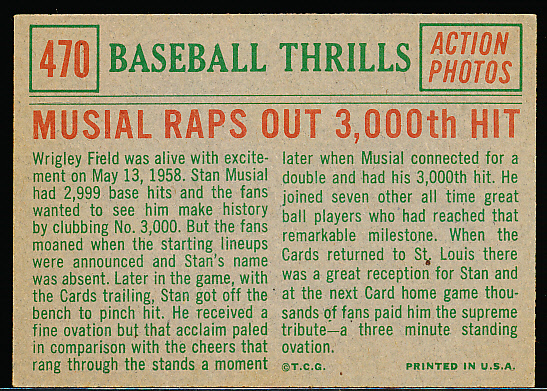 470
BASEBALL THRILLS
ACTION
PHOTOS
MUSIAL RAPS OUT 3,000th HIT
Wrigley Field was alive with excite-
ment on May 13, 1958. Stan Musial
had 2,999 base hits and the fans
wanted to see him make history
by clubbing No. 3,000. But the fans
moaned when the starting lineups
were announced and Stan's name
was absent. Later in the game, with
the Cards trailing, Stan got off the
bench to pinch hit. He received a
fine ovation but that acclaim paled
in comparison with the cheers that
rang through the stands a moment
later when Musial connected for a
double and had his 3,000th hit. He
joined seven other all time great
ball players who had reached that
remarkable milestone. When the
Cards returned to St. Louis there
was a great reception for Stan and
at the next Card home game thou-
sands of fans paid him the supreme
tribute—a three minute standing
ovation.
©T.C.G. PRINTED IN U.S.A.